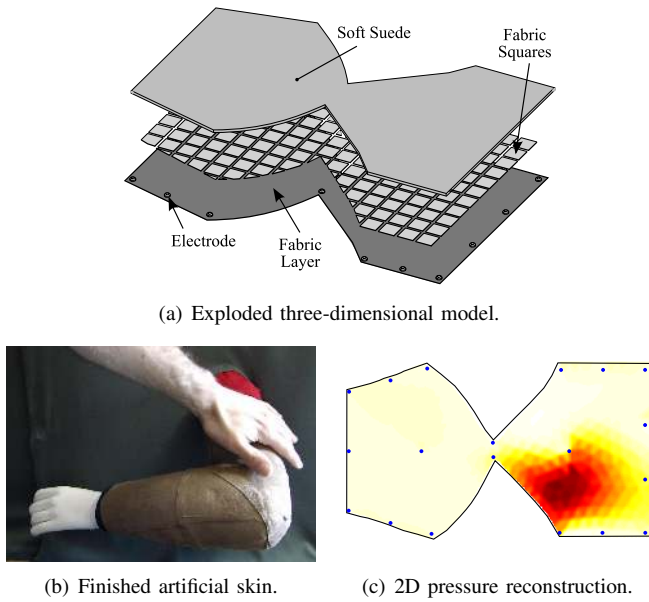 Soft Suede
Fabric
Squares
Electrode
Fabric
Layer
(a) Exploded three-dimensional model.
(b) Finished artificial skin.
(c) 2D pressure reconstruction.